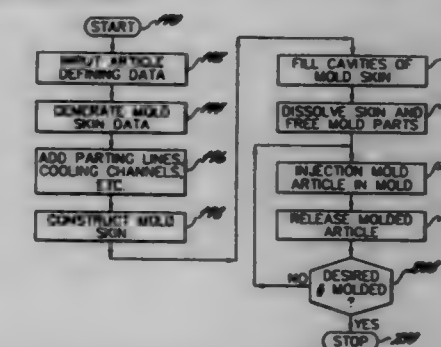 START
INPUT ARTICLE
DEFINING DATA
GENERATE MOLD
SKIN DATA
ADD PARTING LINES,
COOLING CHANNELS,
ETC.
CONSTRUCT MOLD
SKIN
FILL CAVITIES OF
MOLD SKIN
DISSOLVE SKIN AND
FREE MOLD PARTS
INJECTION MOLD
ARTICLE IN MOLD
RELEASE MOLDED
ARTICLE
DESIRED
# MOLDED
?
NO
YES
STOP